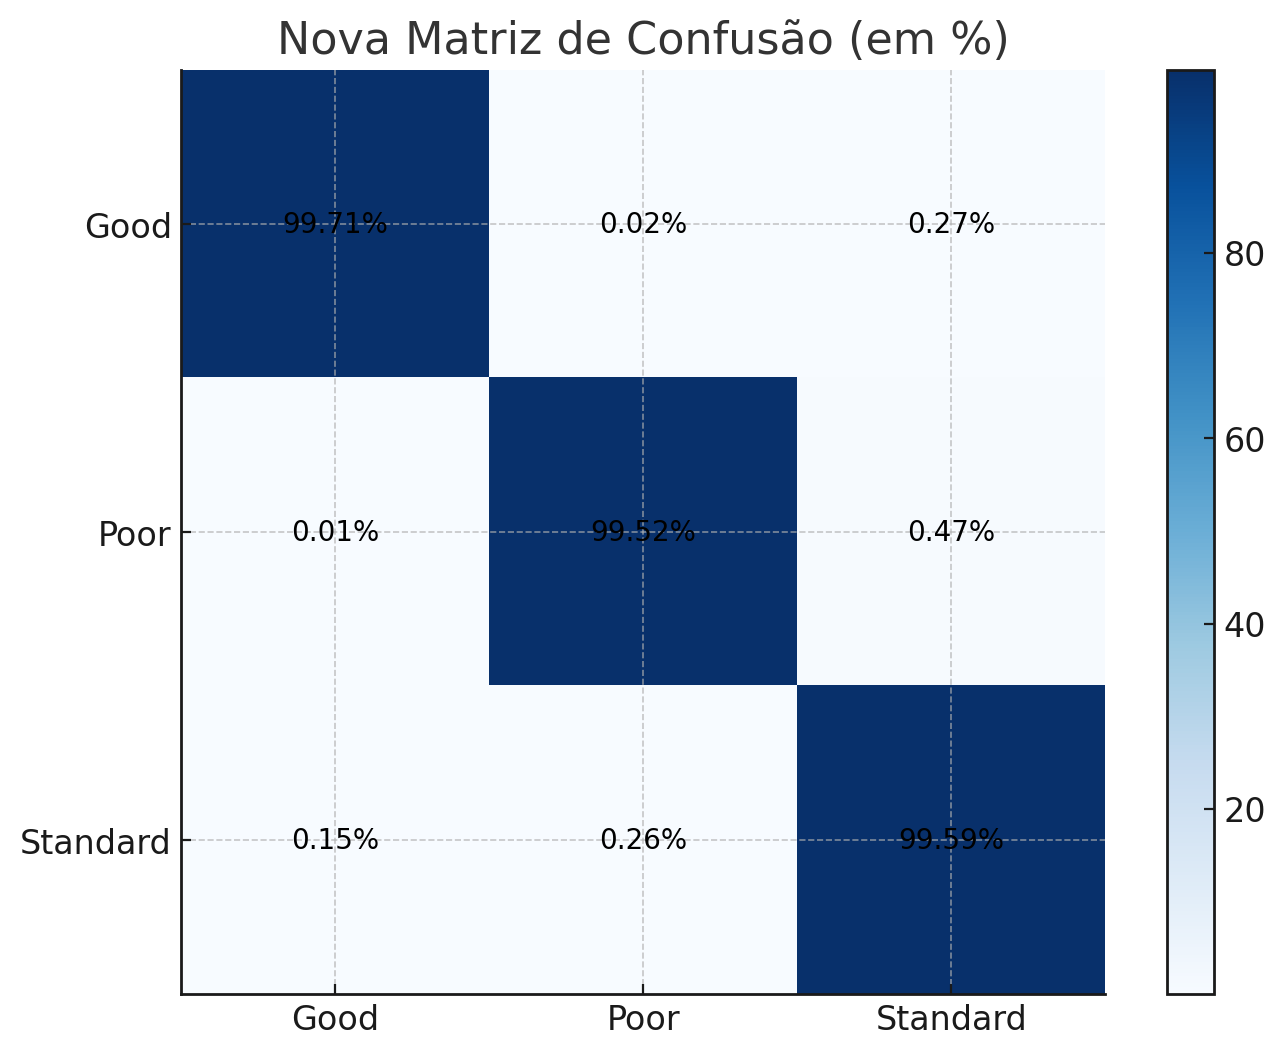 Nova Matriz de Confusão (em %)
Good 99.71% 0.02% 0.27%
80
60
Poor 0.01% 99.52% 0.47%
40
20
Standard 0.15% 0.26% 99.59%
Good Poor Standard